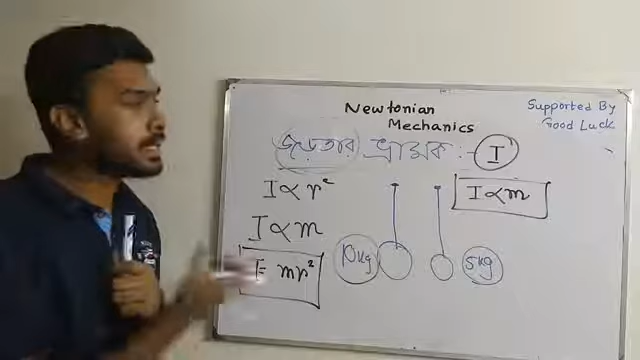 Newtonian
Mechanics
Supported By
Good Luck
জড়তার ভ্রামক :- I
I ∝ r²
I ∝ m
I = mr²
I ∝ m
10kg
5kg